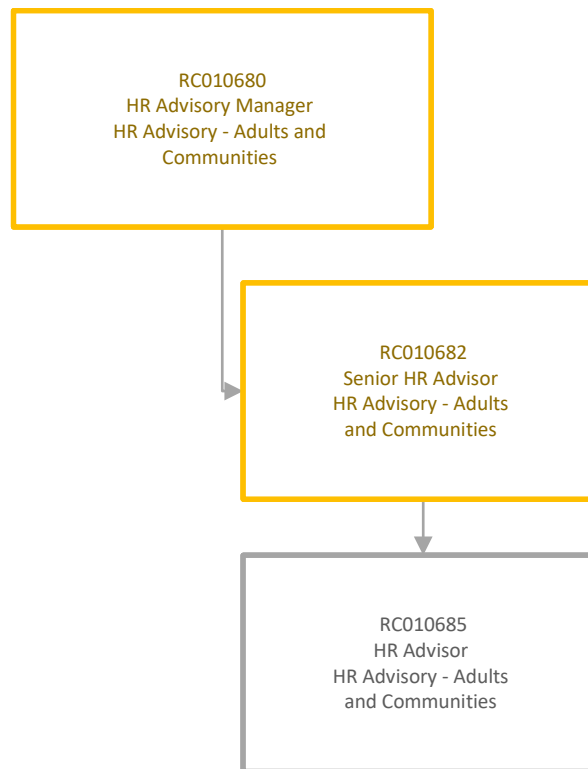 RC010680
HR Advisory Manager
HR Advisory - Adults and
Communities
RC010682
Senior HR Advisor
HR Advisory - Adults
and Communities
RC010685
HR Advisor
HR Advisory - Adults
and Communities